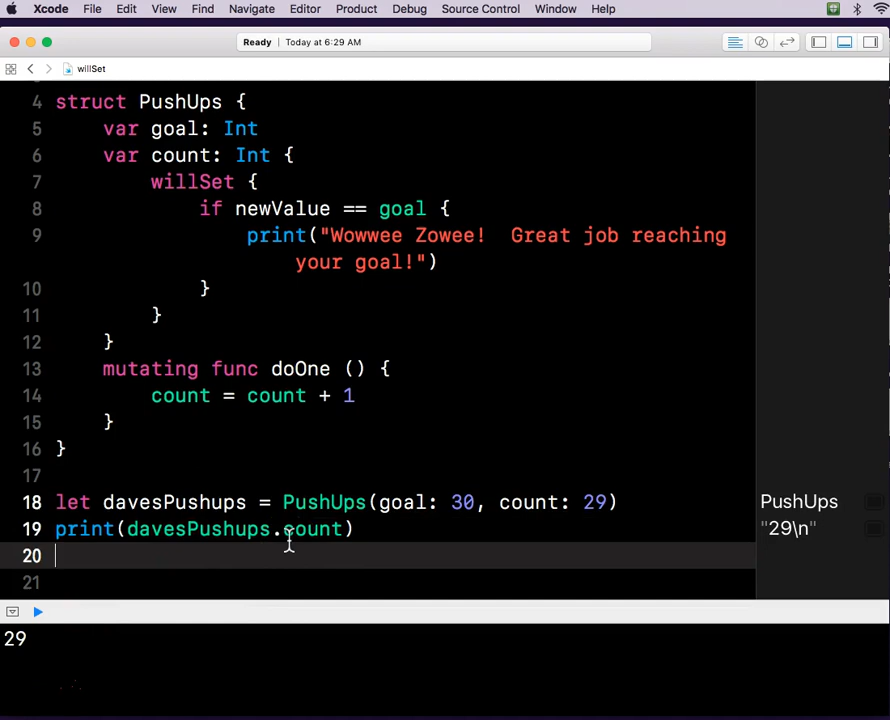 Xcode File Edit View Find Navigate Editor Product Debug Source Control Window Help
Ready | Today at 6:29 AM
willSet
4 struct PushUps {
5 var goal: Int
6 var count: Int {
7 willSet {
8 if newValue == goal {
9 print("Wowwee Zowee!  Great job reaching
your goal!")
10 }
11 }
12 }
13 mutating func doOne () {
14 count = count + 1
15 }
16 }
17
18 let davesPushups = PushUps(goal: 30, count: 29) PushUps
19 print(davesPushups.count) "29\n"
20
21
29